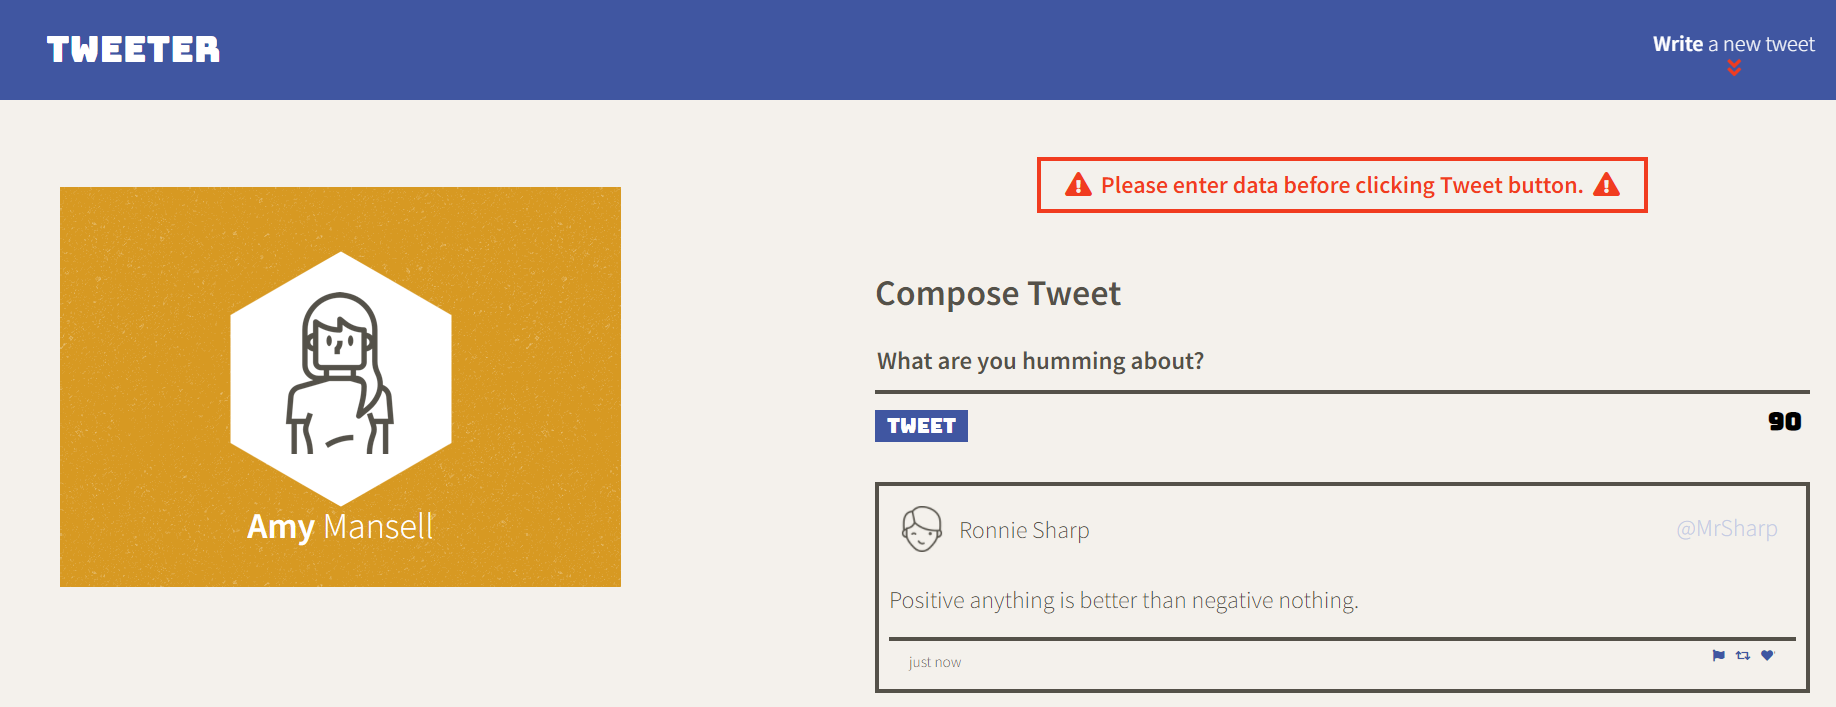 TWEETER
Write a new tweet
Please enter data before clicking Tweet button.
Amy Mansell
Compose Tweet
What are you humming about?
TWEET
90
Ronnie Sharp
@MrSharp
Positive anything is better than negative nothing.
just now